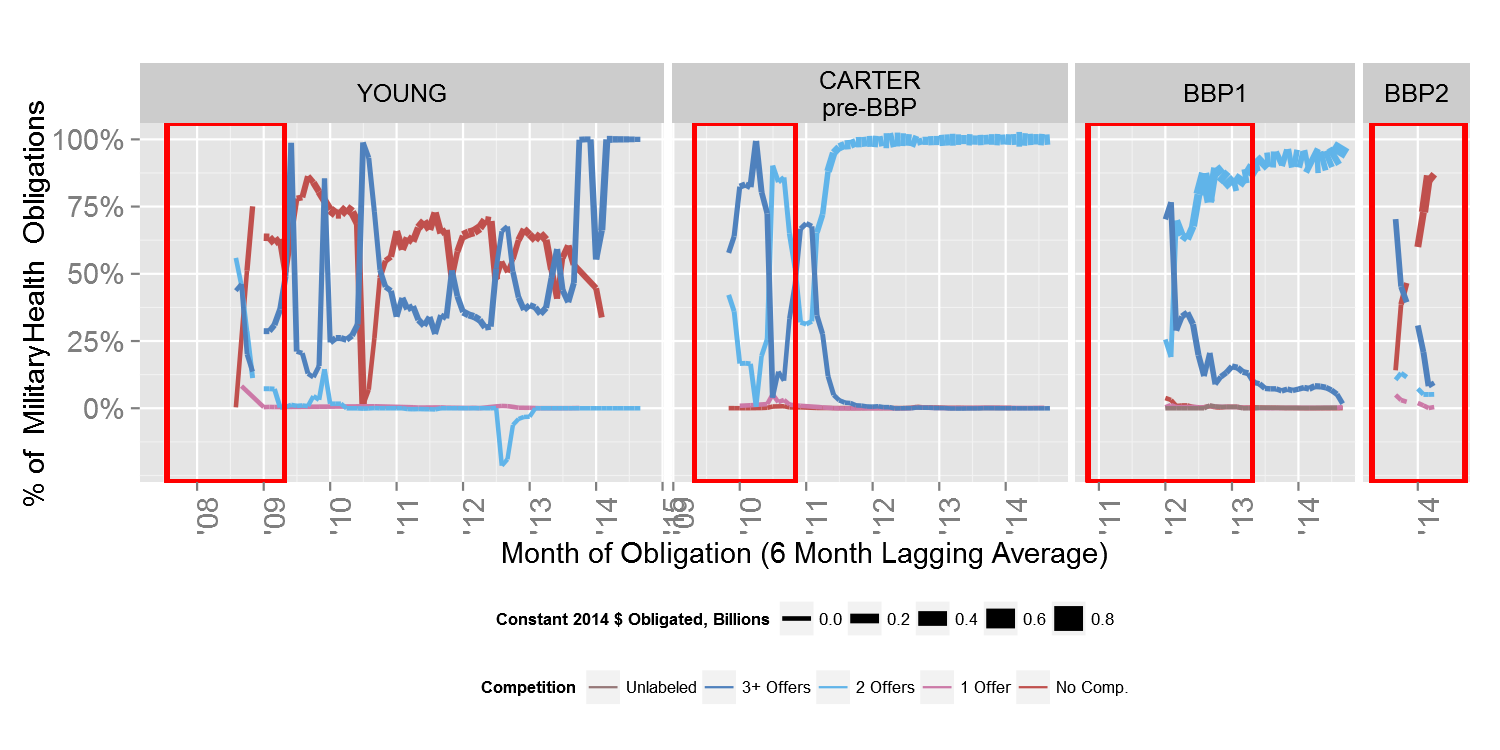 YOUNG
CARTER
pre-BBP
BBP1
BBP2
% of MilitaryHealth Obligations
100%
75%
50%
25%
0%
'08 '09 '10 '11 '12 '13 '14 '15
'09 '10 '11 '12 '13 '14
'11 '12 '13 '14
'14
Month of Obligation (6 Month Lagging Average)
Constant 2014 $ Obligated, Billions 0.0 0.2 0.4 0.6 0.8
Competition Unlabeled 3+ Offers 2 Offers 1 Offer No Comp.